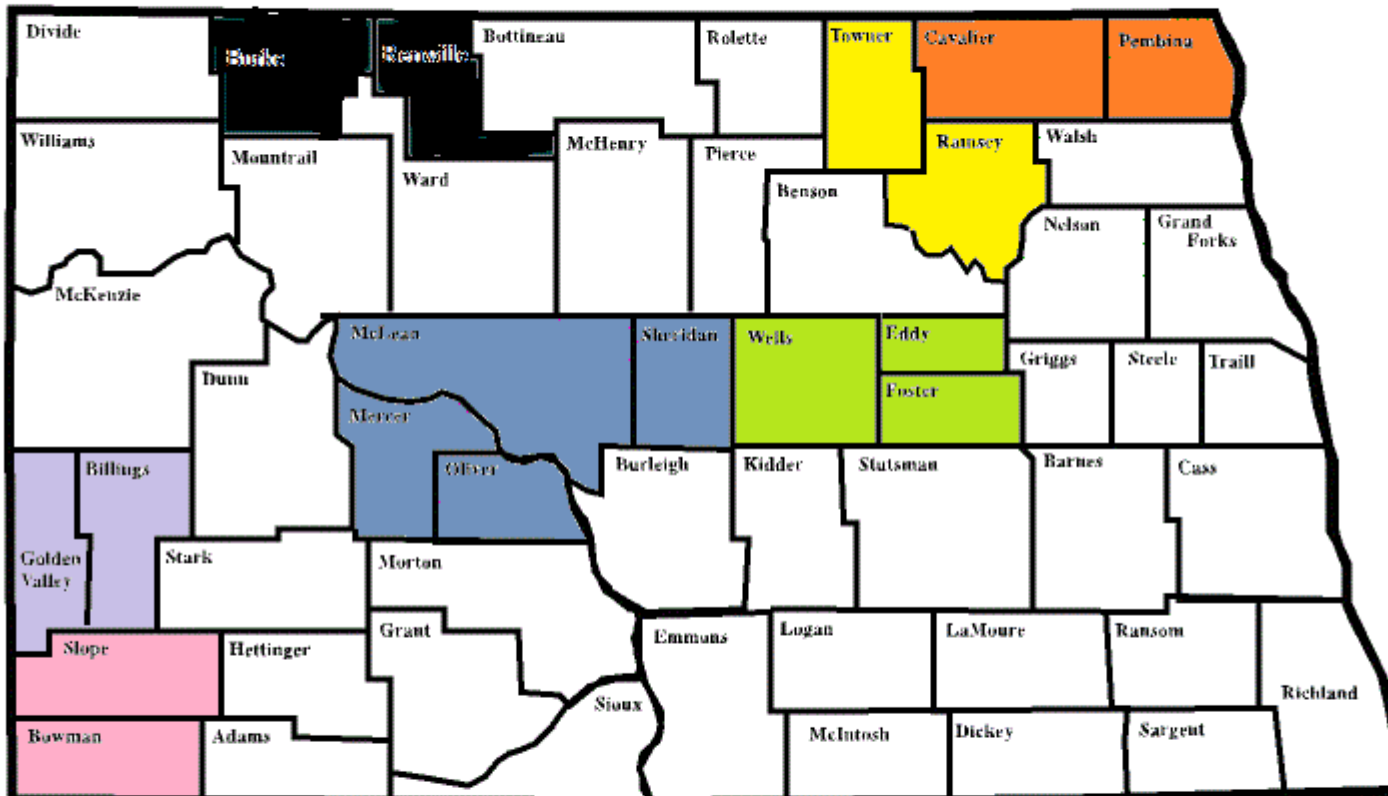 Divide
Burke
Renville
Bottineau
Rolette
Towner
Cavalier
Pembina
Williams
Mountrail
Ward
McHenry
Pierce
Benson
Ramsey
Walsh
Nelson
Grand
Forks
McKenzie
McLean
Sheridan
Wells
Eddy
Foster
Griggs
Steele
Traill
Dunn
Mercer
Oliver
Burleigh
Kidder
Stutsman
Barnes
Cass
Billings
Golden
Valley
Stark
Morton
Slope
Hettinger
Grant
Emmons
Logan
LaMoure
Ransom
Richland
Sioux
Bowman
Adams
McIntosh
Dickey
Sargent